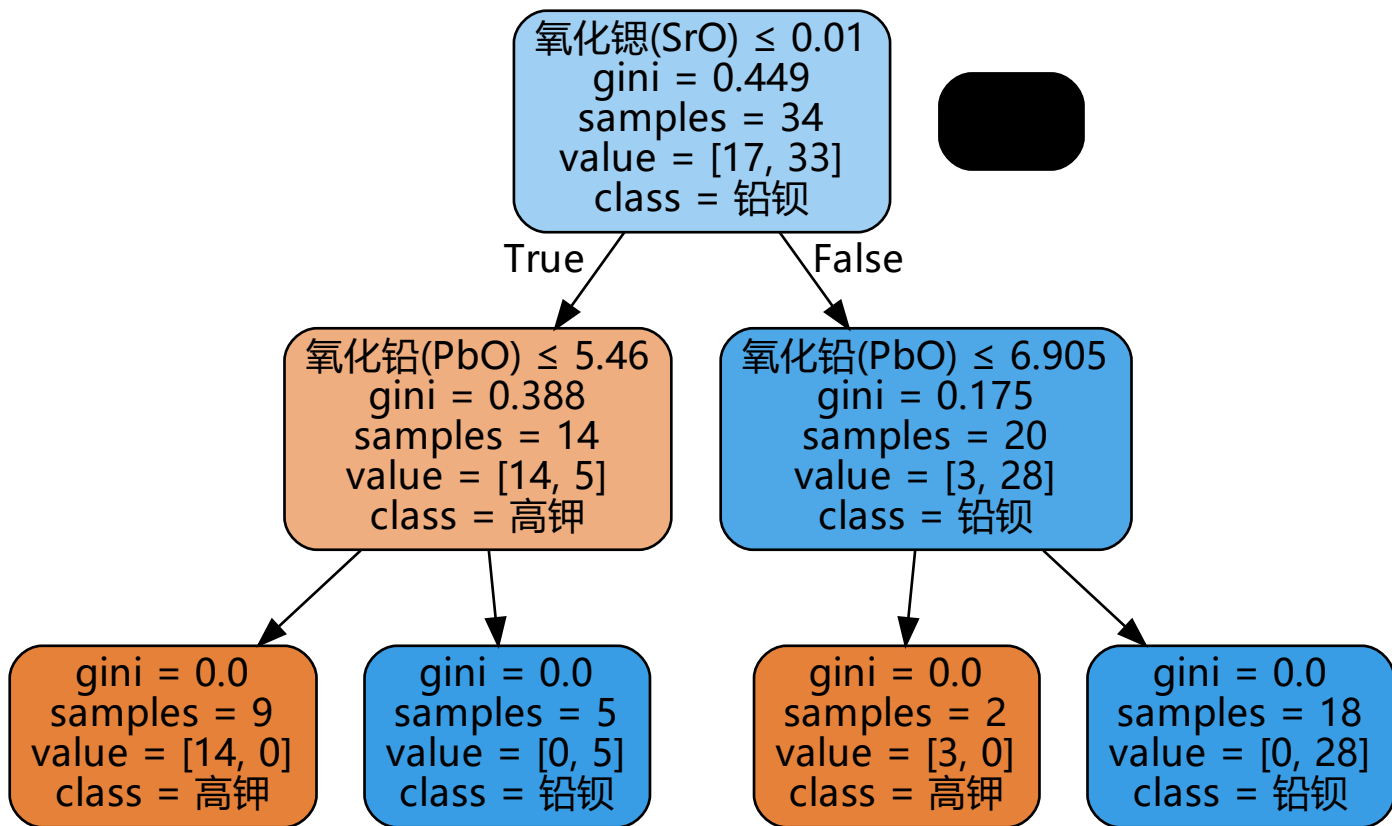 氧化锶(SrO) ≤ 0.01
gini = 0.449
samples = 34
value = [17, 33]
class = 铅钡
True
False
氧化铅(PbO) ≤ 5.46
gini = 0.388
samples = 14
value = [14, 5]
class = 高钾
氧化铅(PbO) ≤ 6.905
gini = 0.175
samples = 20
value = [3, 28]
class = 铅钡
gini = 0.0
samples = 9
value = [14, 0]
class = 高钾
gini = 0.0
samples = 5
value = [0, 5]
class = 铅钡
gini = 0.0
samples = 2
value = [3, 0]
class = 高钾
gini = 0.0
samples = 18
value = [0, 28]
class = 铅钡